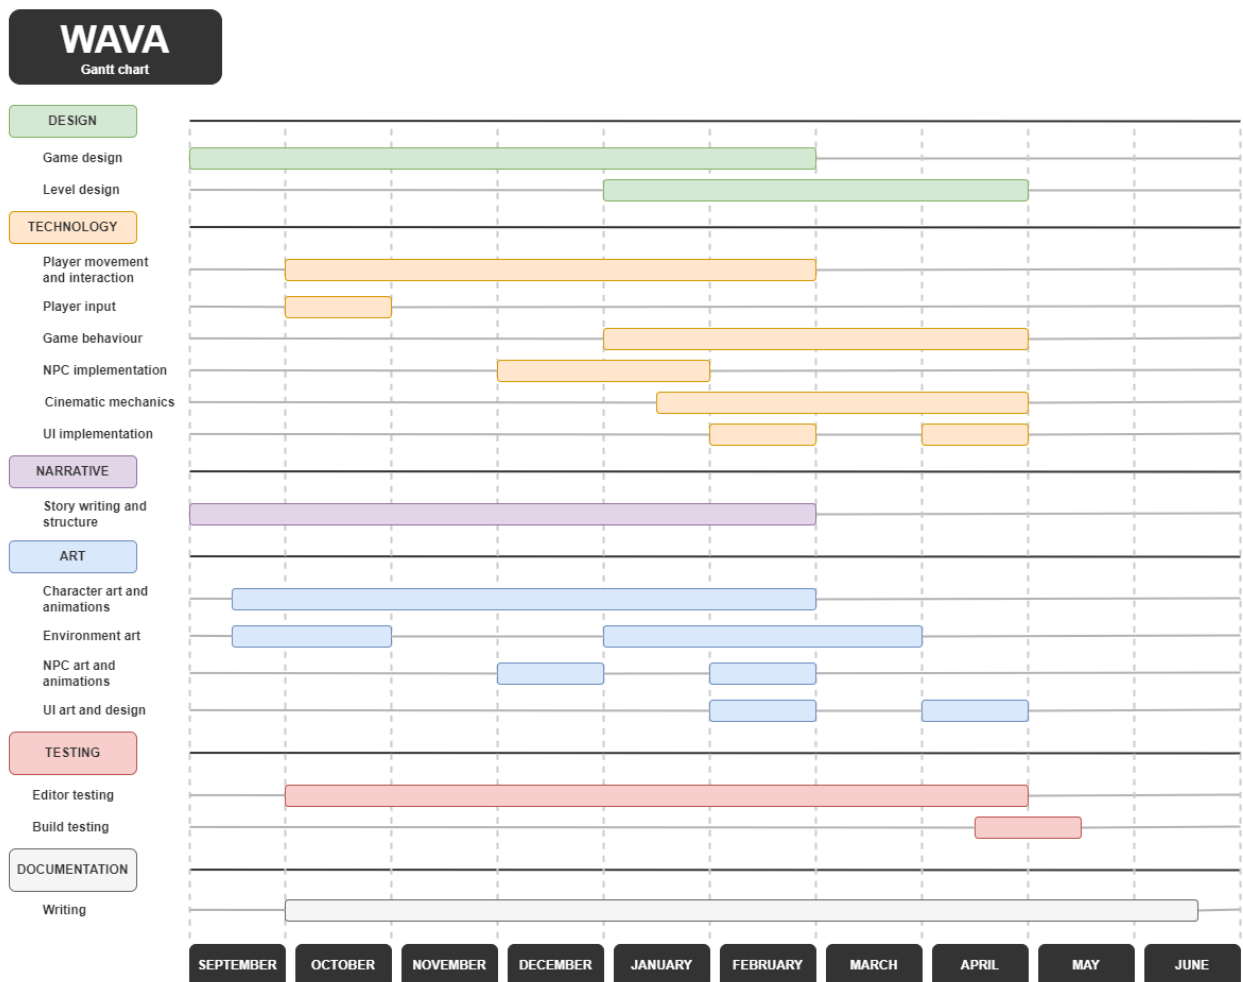 WAVA
Gantt chart
DESIGN
Game design
Level design
TECHNOLOGY
Player movement
and interaction
Player input
Game behaviour
NPC implementation
Cinematic mechanics
UI implementation
NARRATIVE
Story writing and
structure
ART
Character art and
animations
Environment art
NPC art and
animations
UI art and design
TESTING
Editor testing
Build testing
DOCUMENTATION
Writing
SEPTEMBER OCTOBER NOVEMBER DECEMBER JANUARY FEBRUARY MARCH APRIL MAY JUNE